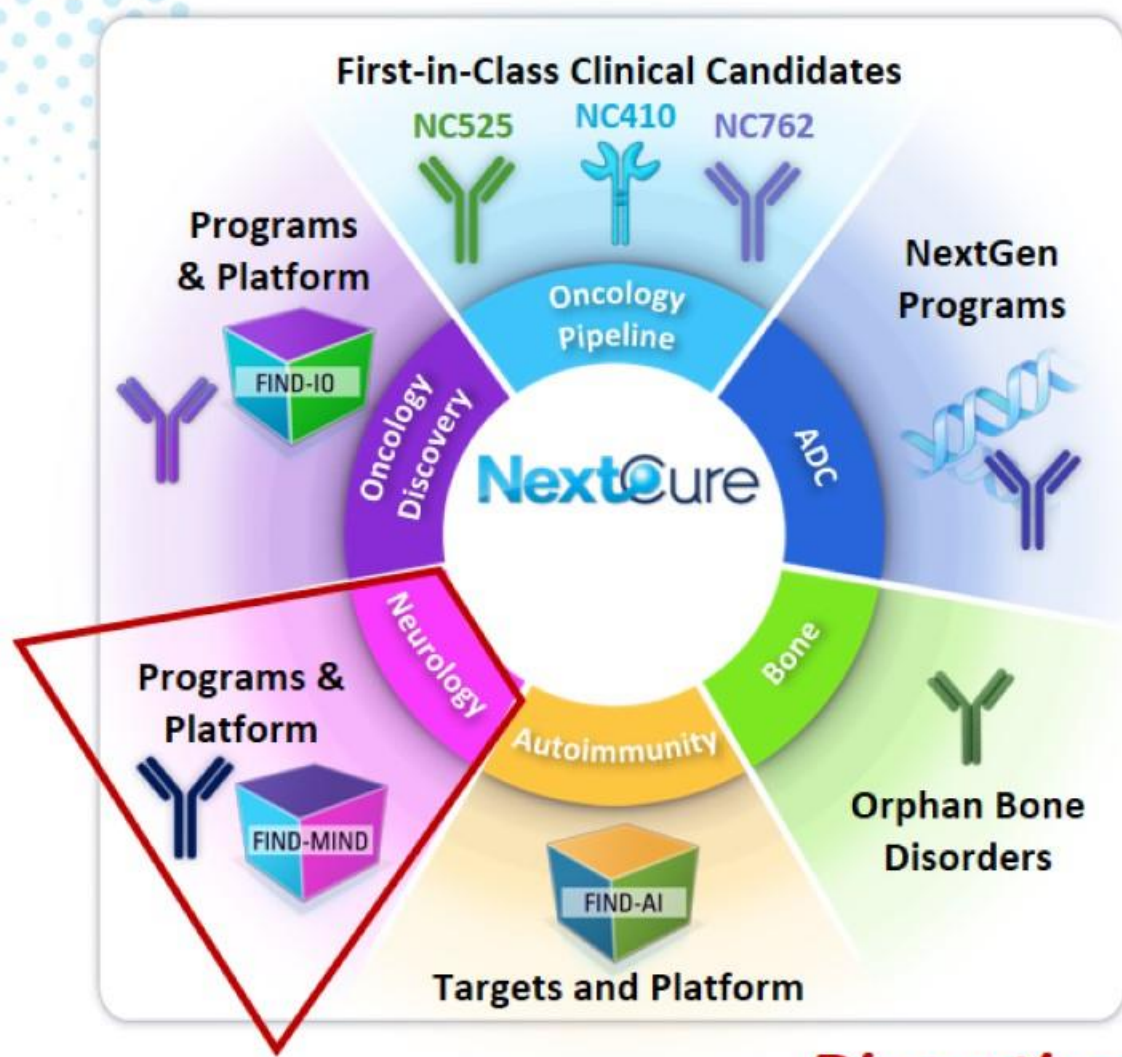 First-in-Class Clinical Candidates
NC525
NC410
NC762
Oncology
Pipeline
Programs
& Platform
FIND-IO
Oncology
Discovery
NextGen
Programs
ADC
NextCure
Neurology
Programs &
Platform
FIND-MIND
Bone
Orphan Bone
Disorders
Autoimmunity
FIND-AI
Targets and Platform